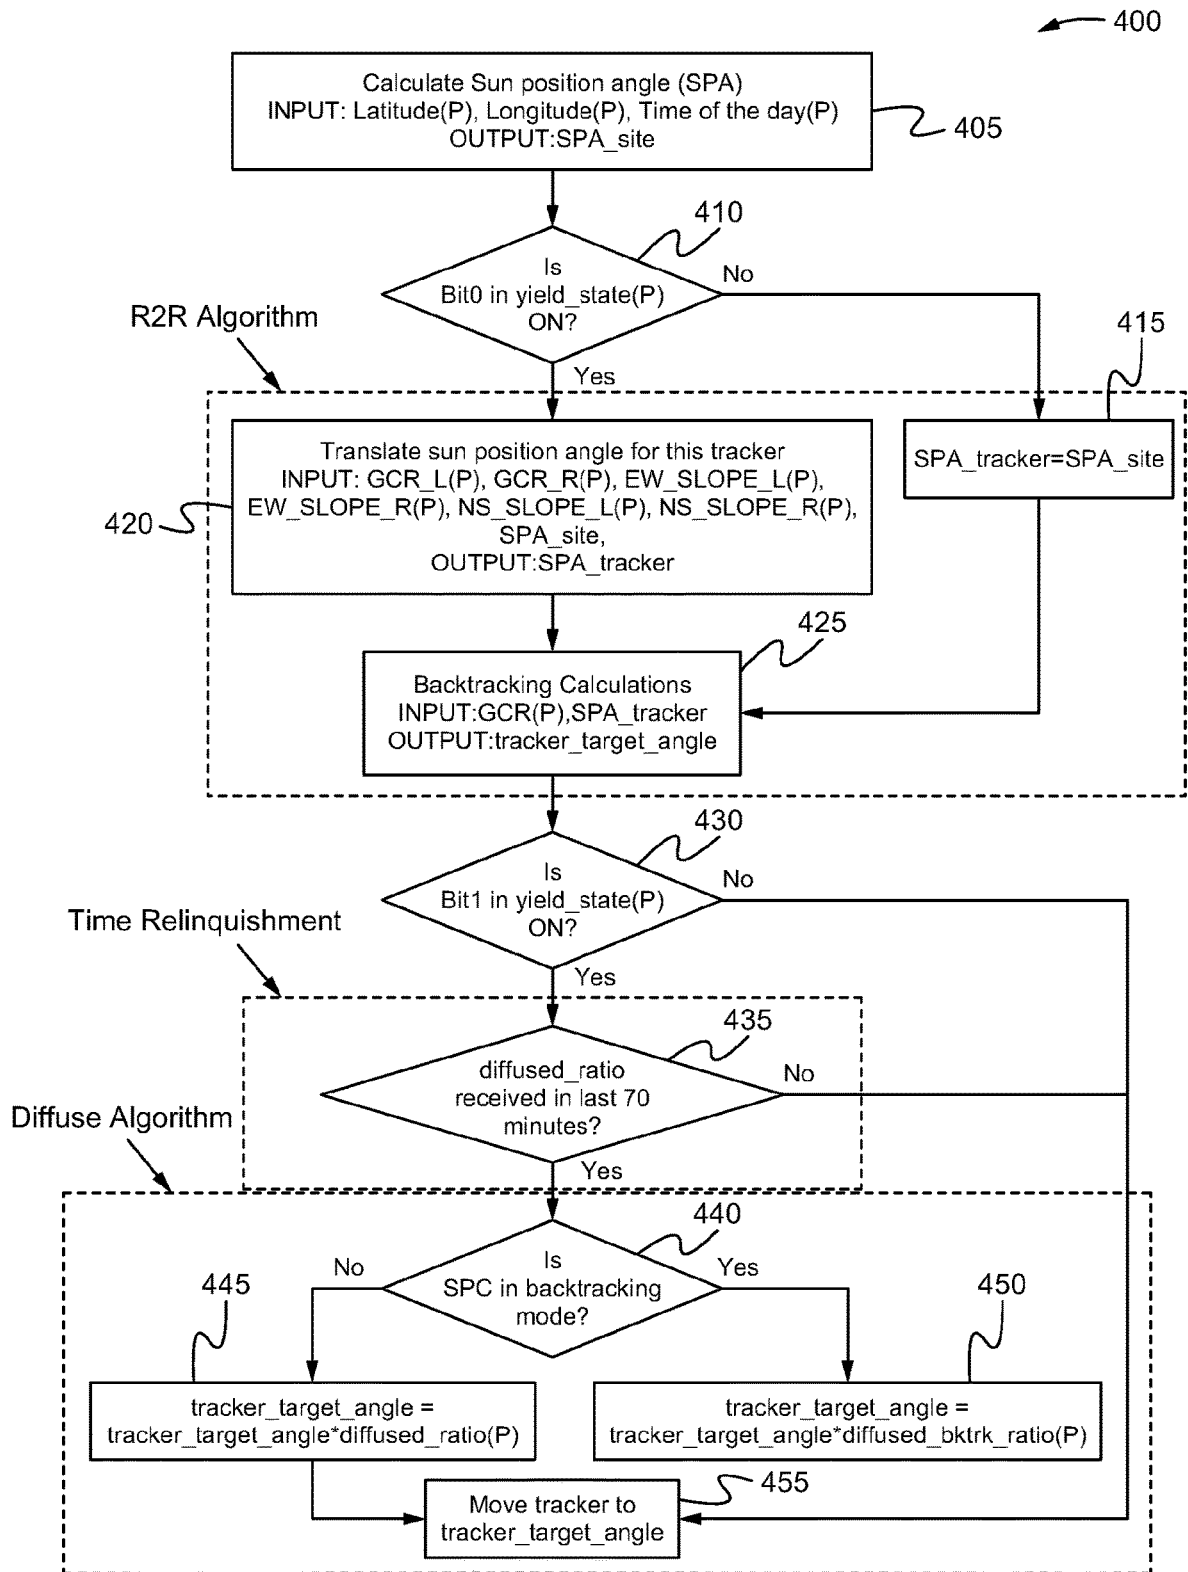 400
Calculate Sun position angle (SPA)
INPUT: Latitude(P), Longitude(P), Time of the day(P)
OUTPUT:SPA_site
405
410
Is
Bit0 in yield_state(P)
ON?
No
Yes
R2R Algorithm
415
SPA_tracker=SPA_site
Translate sun position angle for this tracker
INPUT: GCR_L(P), GCR_R(P), EW_SLOPE_L(P),
EW_SLOPE_R(P), NS_SLOPE_L(P), NS_SLOPE_R(P),
SPA_site,
OUTPUT:SPA_tracker
420
425
Backtracking Calculations
INPUT:GCR(P),SPA_tracker
OUTPUT:tracker_target_angle
430
Is
Bit1 in yield_state(P)
ON?
No
Yes
Time Relinquishment
435
diffused_ratio
received in last 70
minutes?
No
Yes
Diffuse Algorithm
440
Is
SPC in backtracking
mode?
No
Yes
445
450
tracker_target_angle =
tracker_target_angle*diffused_ratio(P)
tracker_target_angle =
tracker_target_angle*diffused_bktrk_ratio(P)
455
Move tracker to
tracker_target_angle